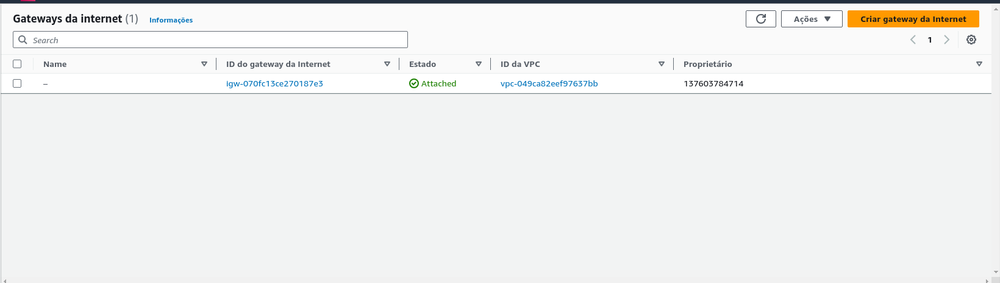 Gateways da internet (1) Informações
Ações
Criar gateway da Internet
Search
1
Name ID do gateway da Internet Estado ID da VPC Proprietário
– igw-070fc13ce270187e3 Attached vpc-049ca82eef97637bb 137603784714